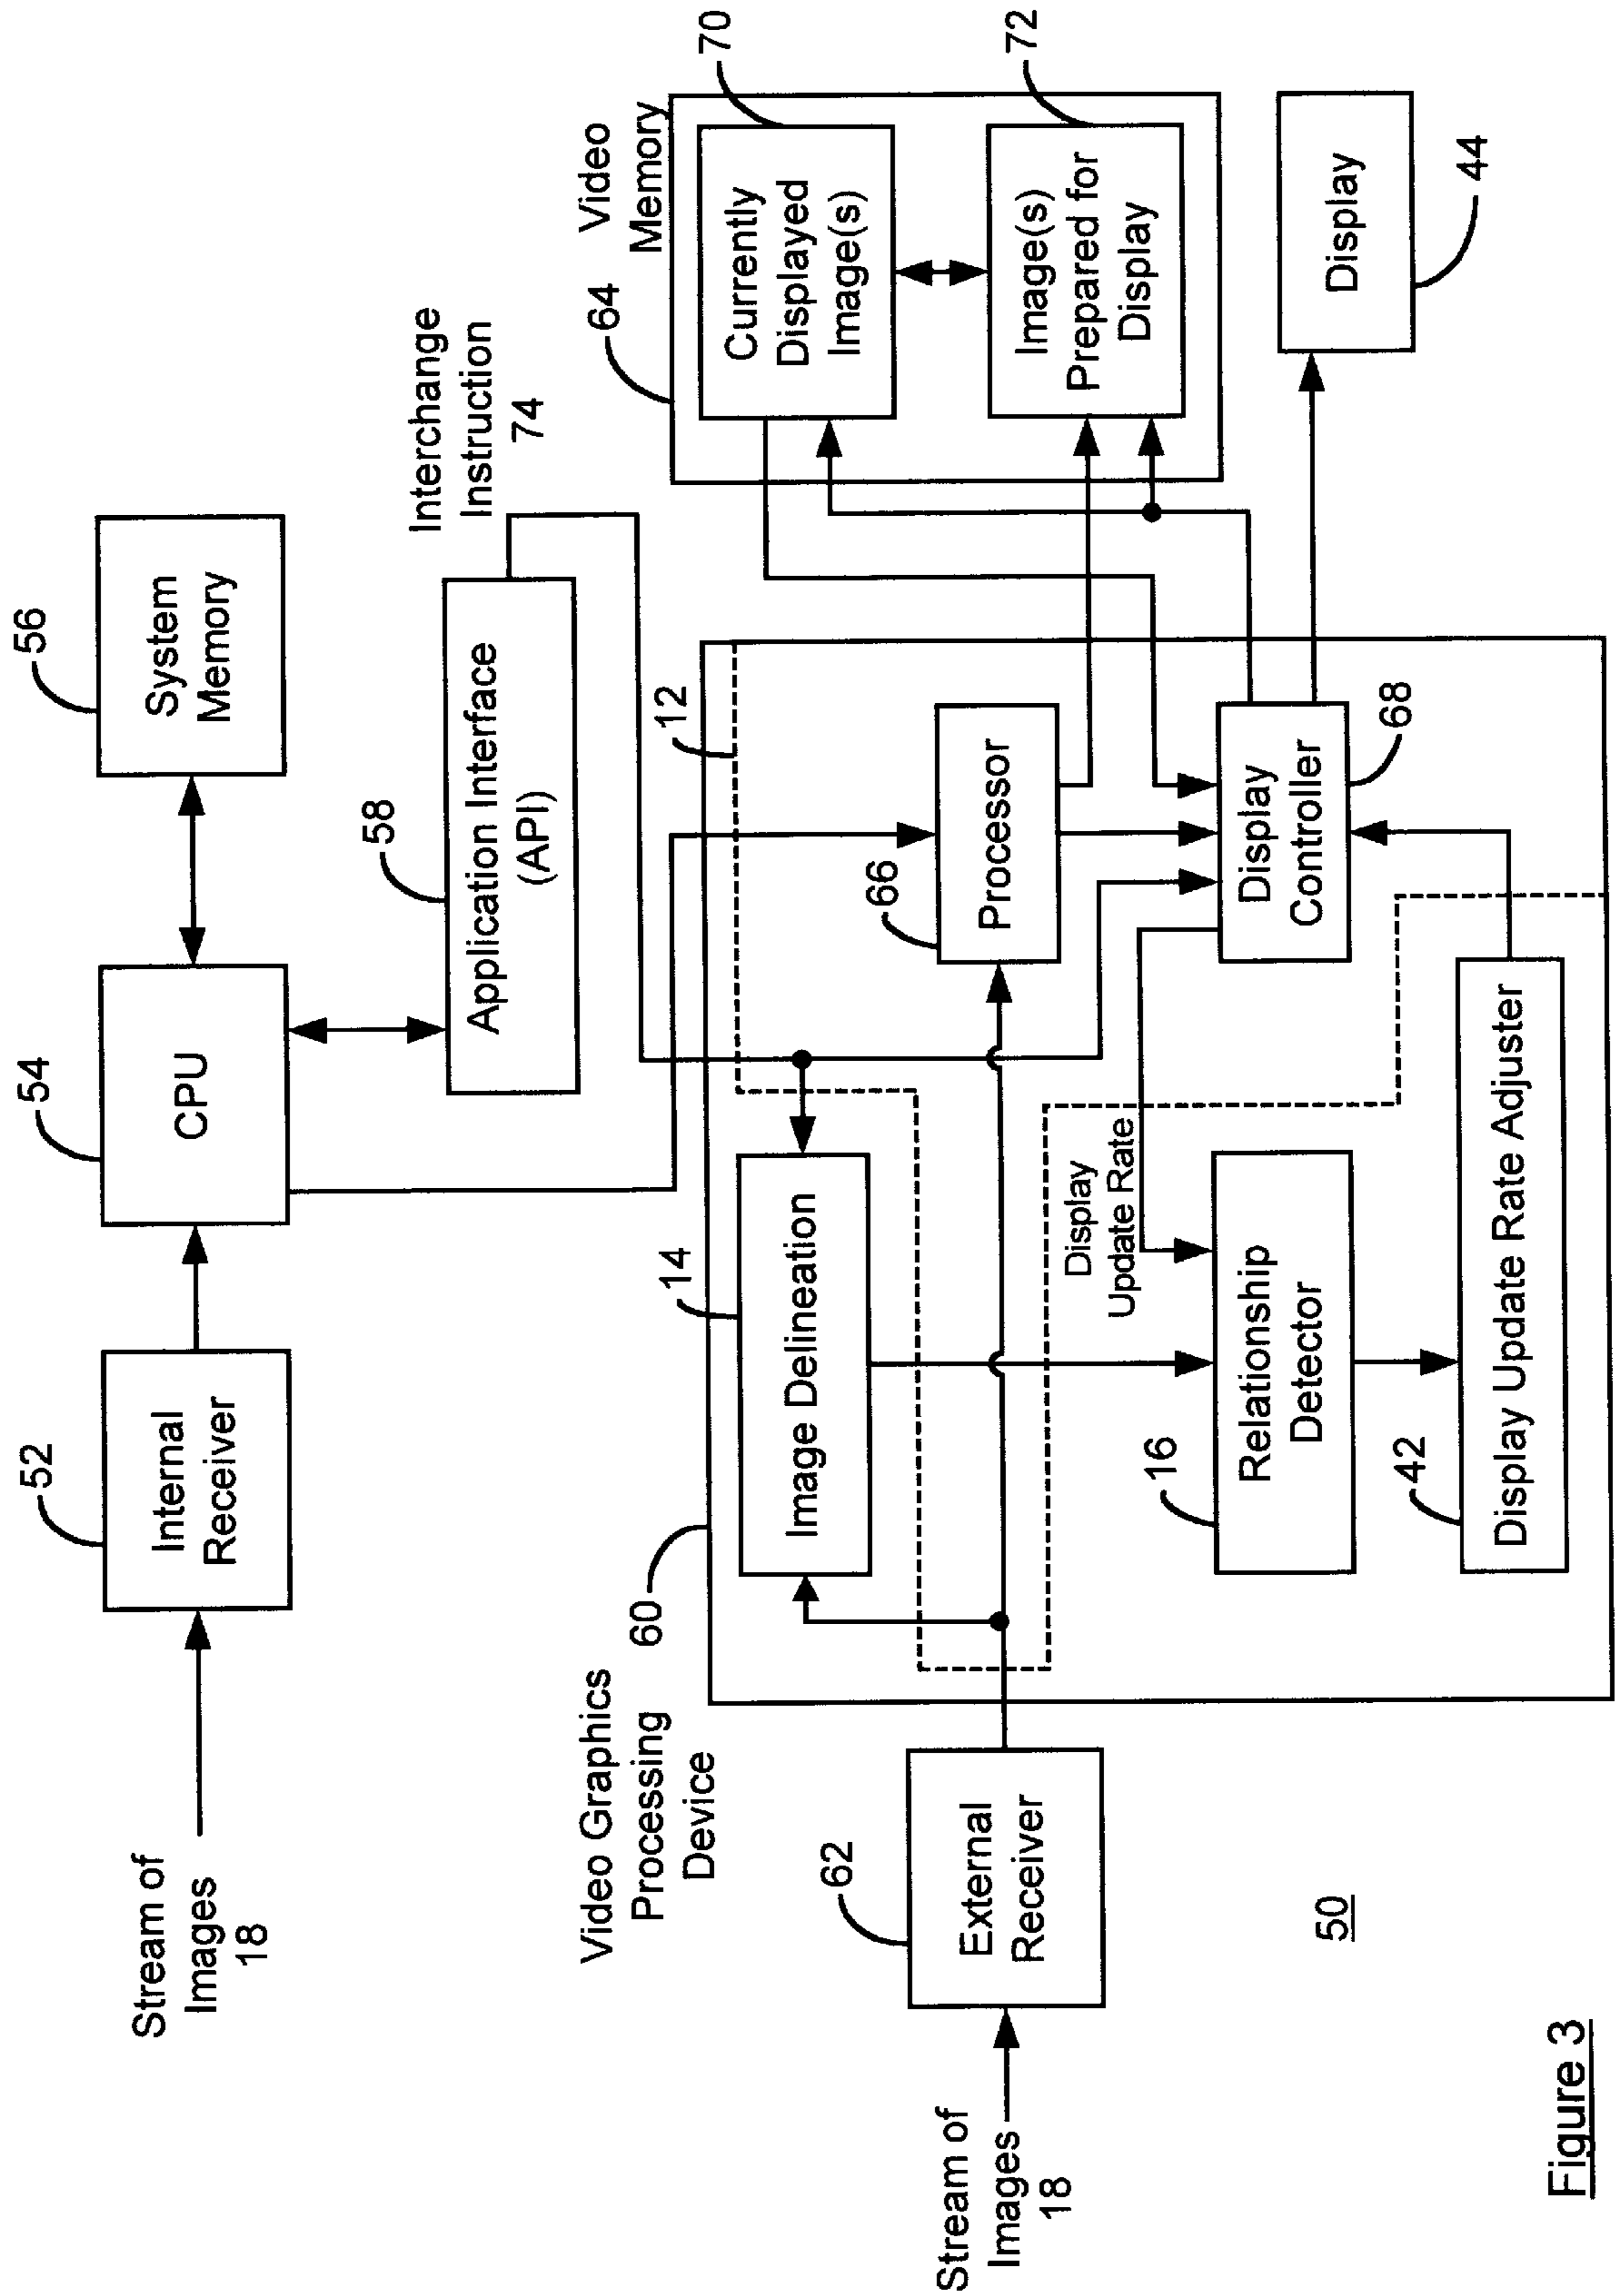 Stream of
Images
18
52
Internal
Receiver
54
CPU
56
System
Memory
58
Application Interface
(API)
Interchange
Instruction
74
Video Graphics
Processing
Device
60
14
Image Delineation
12
66
Processor
64
Video
Memory
70
Currently
Displayed
Image(s)
72
Image(s)
Prepared for
Display
Stream of
Images
18
62
External
Receiver
Display
Update Rate
16
Relationship
Detector
42
Display Update Rate Adjuster
Display
Controller
68
Display
44
50
Figure 3